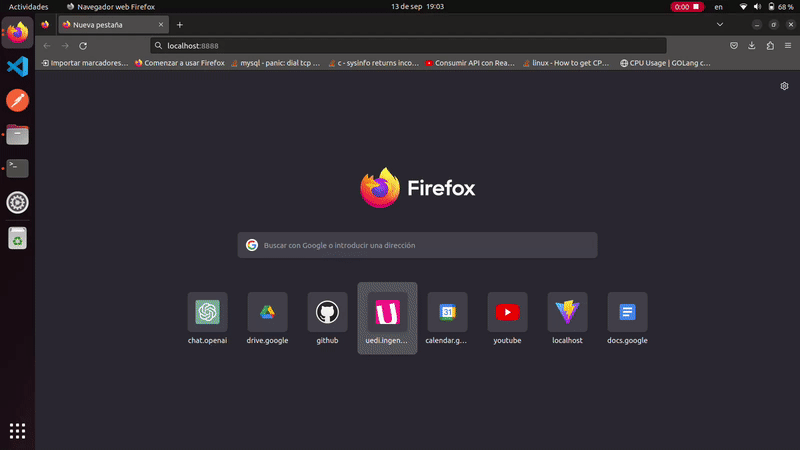 Actividades
Navegador web Firefox
13 de sep 19:03
0:00
en
68 %
Nueva pestaña
localhost:8888
Importar marcadores…
Comenzar a usar Firefox
mysql - panic: dial tcp …
c - sysinfo returns inco…
Consumir API con Rea…
linux - How to get CP…
CPU Usage | GOLang c…
Firefox
Buscar con Google o introducir una dirección
U
31
chat.openai
drive.google
github
uedi.ingen…
calendar.g…
youtube
localhost
docs.google